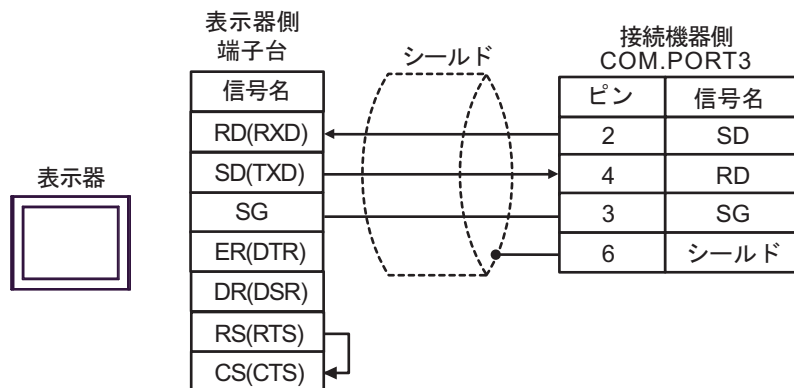 表示器側
端子台
シールド
接続機器側
COM.PORT3
信号名
ピン 信号名
RD(RXD)
2 SD
SD(TXD)
4 RD
表示器
SG
3 SG
ER(DTR)
6 シールド
DR(DSR)
RS(RTS)
CS(CTS)